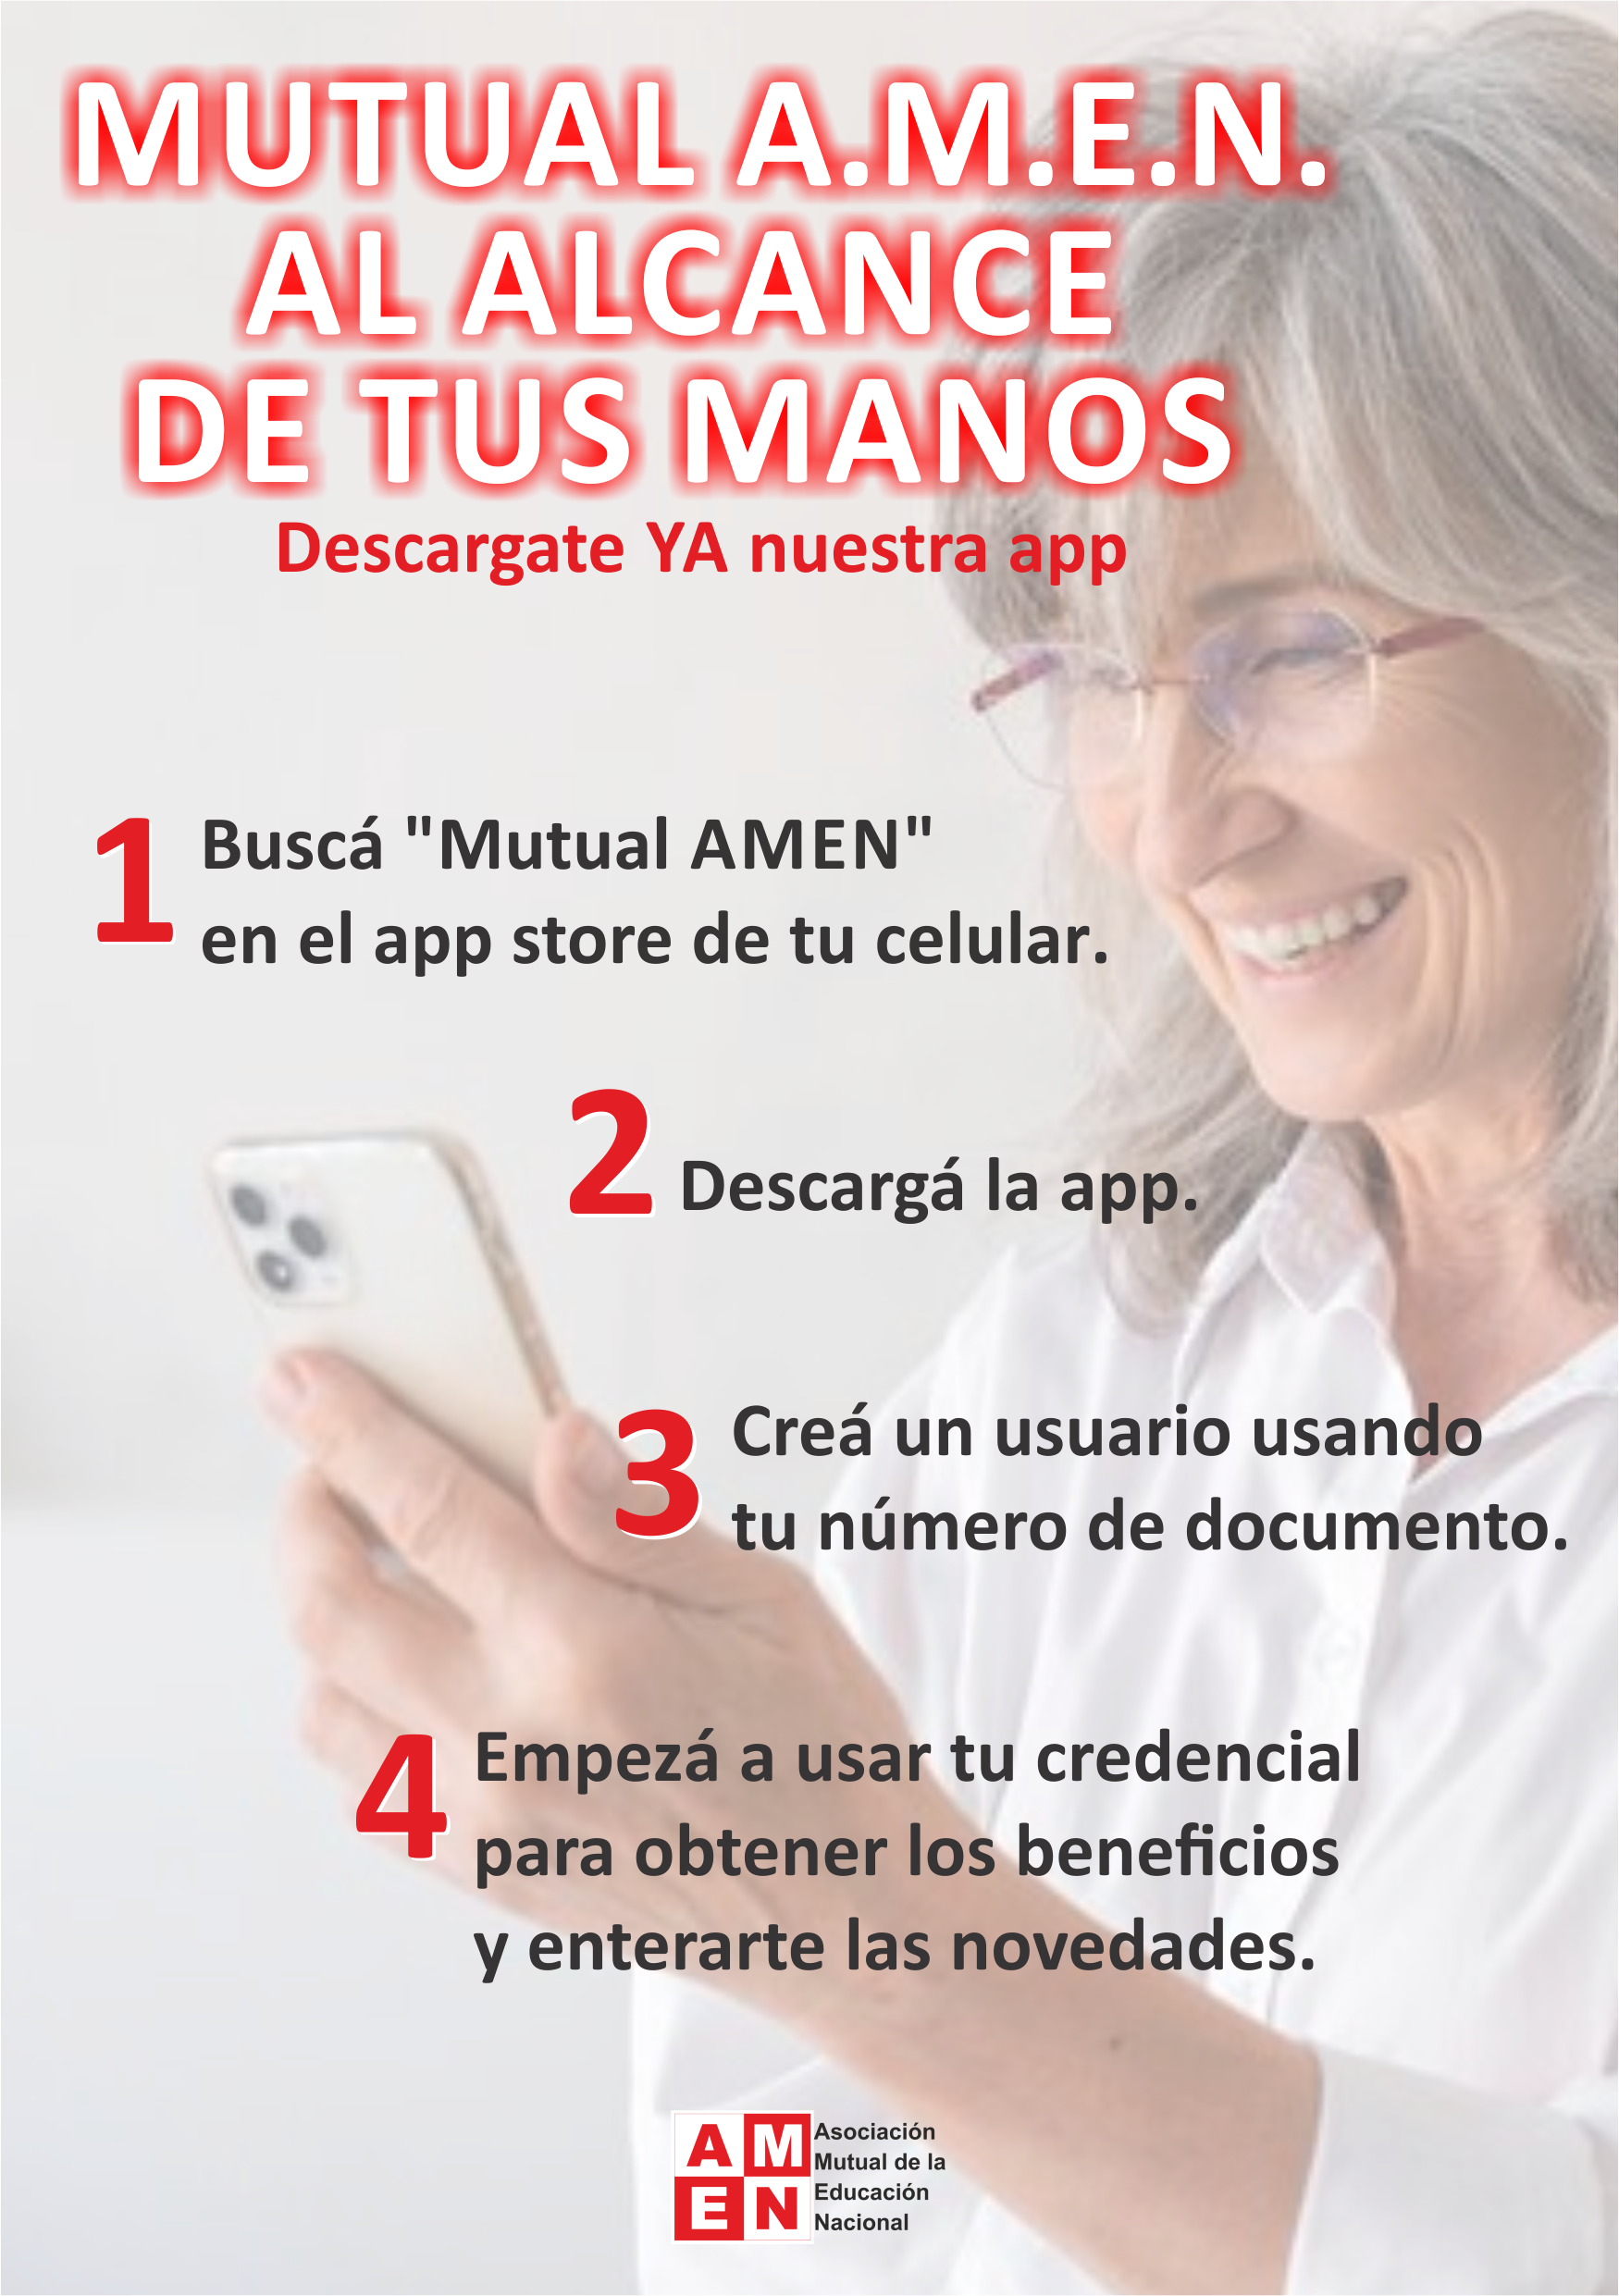 MUTUAL A.M.E.N.
AL ALCANCE
DE TUS MANOS
Descargate YA nuestra app
1 Buscá "Mutual AMEN"
en el app store de tu celular.
2 Descargá la app.
3 Creá un usuario usando
tu número de documento.
4 Empezá a usar tu credencial
para obtener los beneficios
y enterarte las novedades.
A M
E N
Asociación
Mutual de la
Educación
Nacional